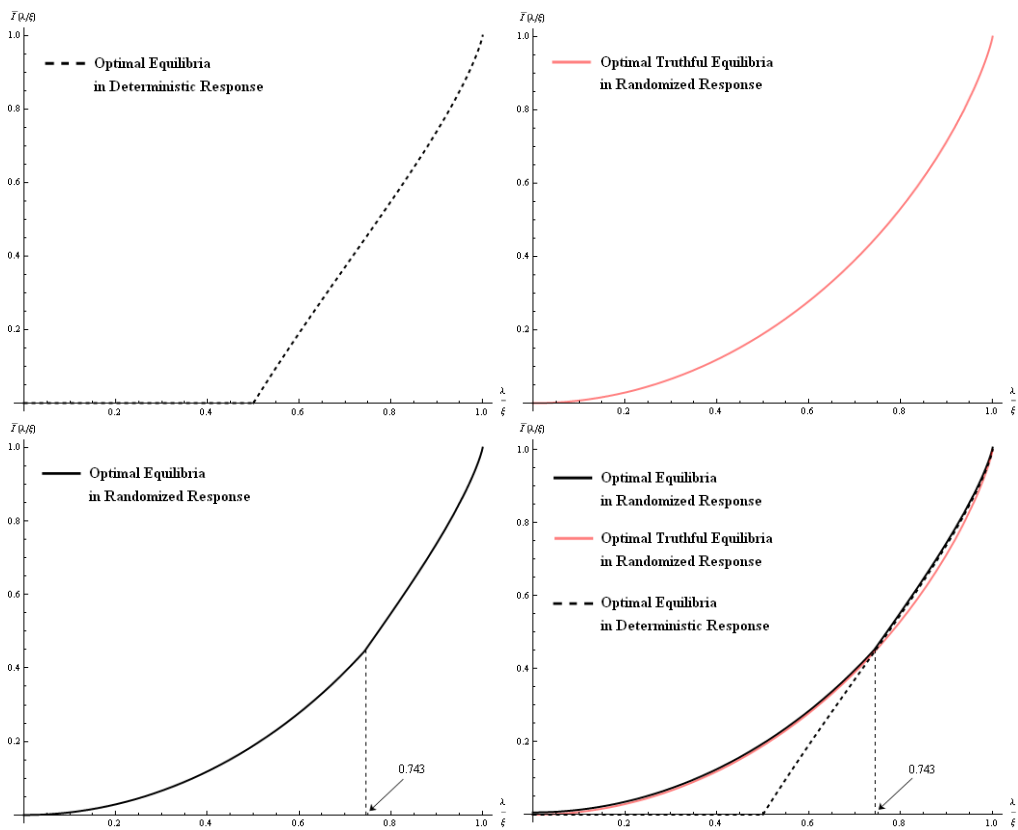 Ī(λ/ξ)
1.0
Optimal Equilibria
in Deterministic Response
0.8
0.6
0.4
0.2
0.2
0.4
0.6
0.8
1.0
λ
ξ
Ī(λ/ξ)
1.0
Optimal Truthful Equilibria
in Randomized Response
0.8
0.6
0.4
0.2
0.2
0.4
0.6
0.8
1.0
λ
ξ
Ī(λ/ξ)
1.0
Optimal Equilibria
in Randomized Response
0.8
0.6
0.4
0.2
0.743
0.2
0.4
0.6
0.8
1.0
λ
ξ
Ī(λ/ξ)
1.0
Optimal Equilibria
in Randomized Response
Optimal Truthful Equilibria
in Randomized Response
Optimal Equilibria
in Deterministic Response
0.8
0.6
0.4
0.2
0.743
0.2
0.4
0.6
0.8
1.0
λ
ξ